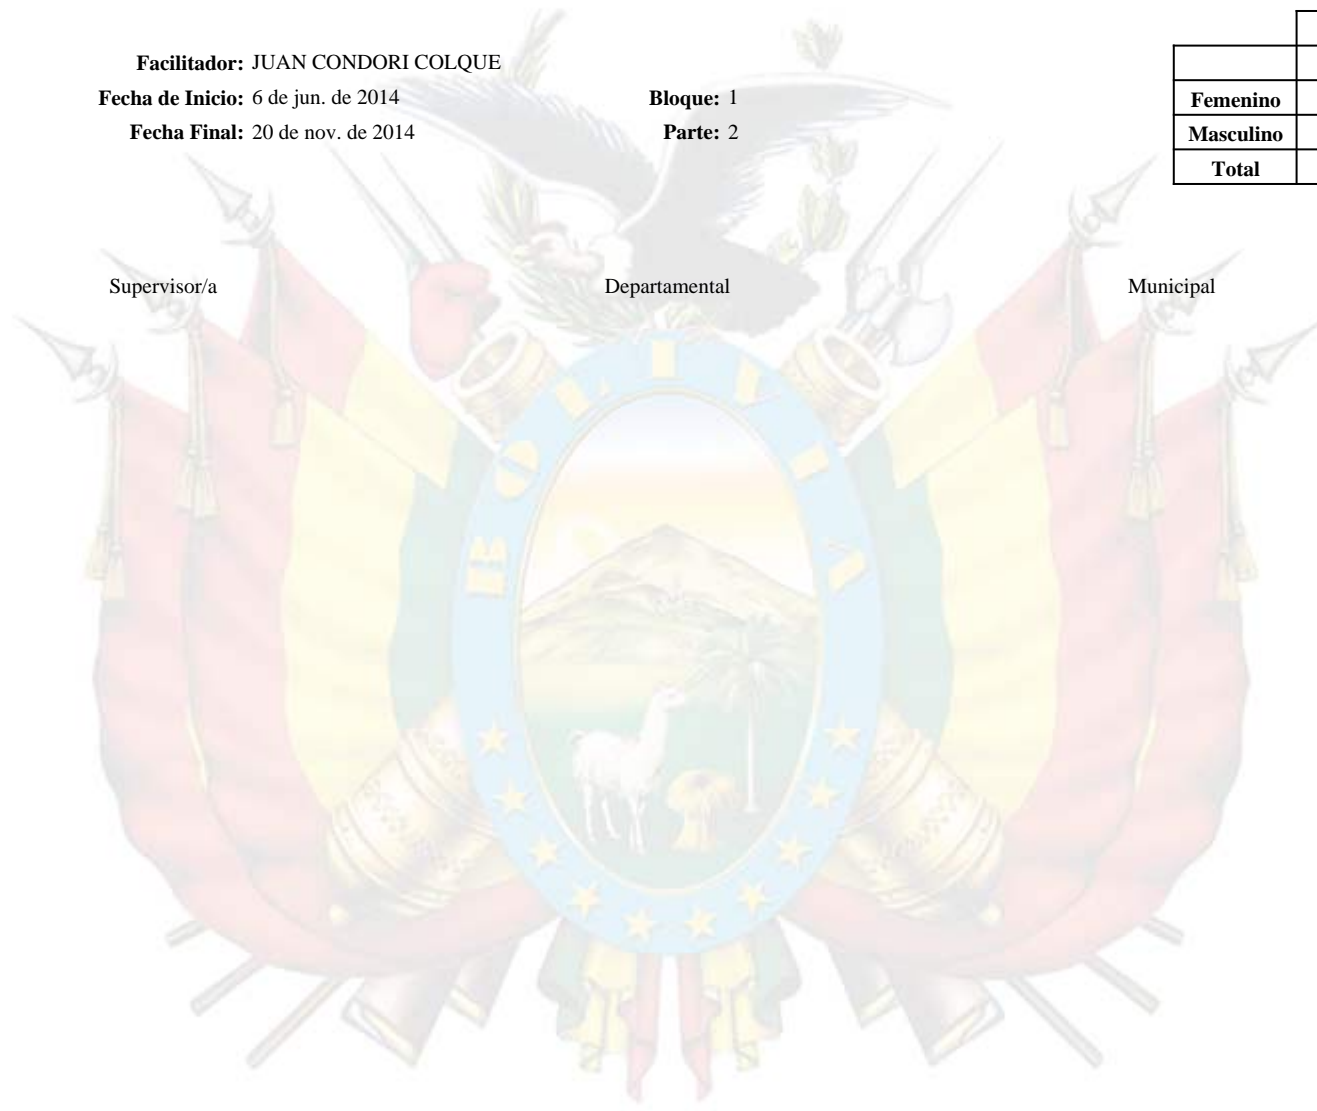 Facilitador: JUAN CONDORI COLQUE
Fecha de Inicio: 6 de jun. de 2014 Bloque: 1
Fecha Final: 20 de nov. de 2014 Parte: 2
Femenino
Masculino
Total
Supervisor/a Departamental Municipal
BOLIVIA